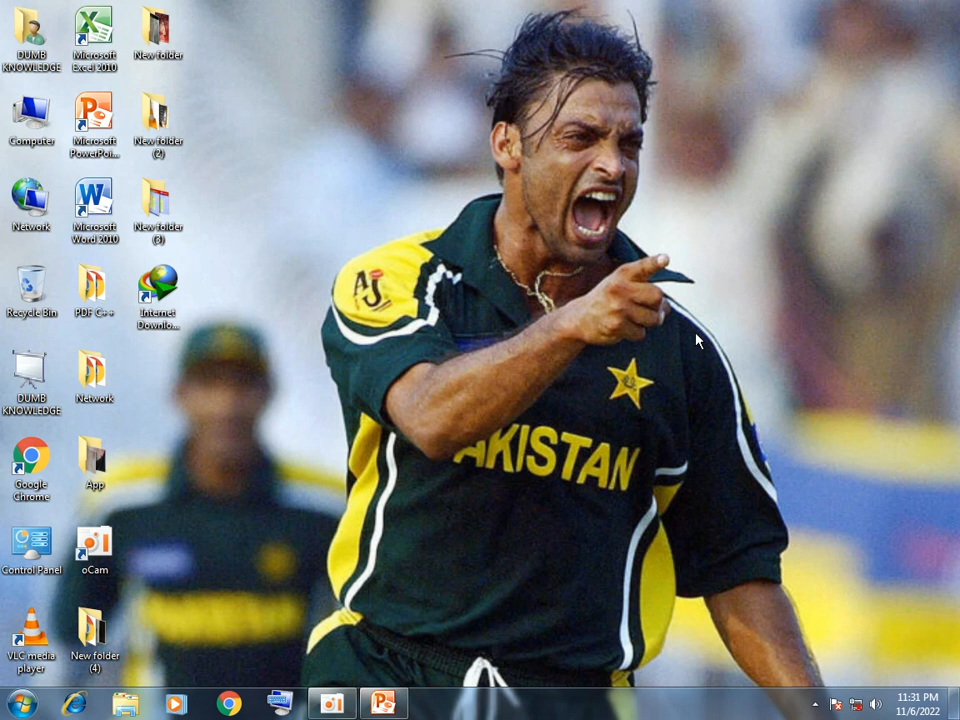 DUMB
KNOWLEDGE
Microsoft
Excel 2010
New folder
Computer
Microsoft
PowerPoi...
New folder
(2)
Network
Microsoft
Word 2010
New folder
(3)
Recycle Bin
PDF C++
Internet
Downlo...
DUMB
KNOWLEDGE
Network
Google
Chrome
App
Control Panel
oCam
VLC media
player
New folder
(4)
AJ
AKISTAN
11:31 PM
11/6/2022